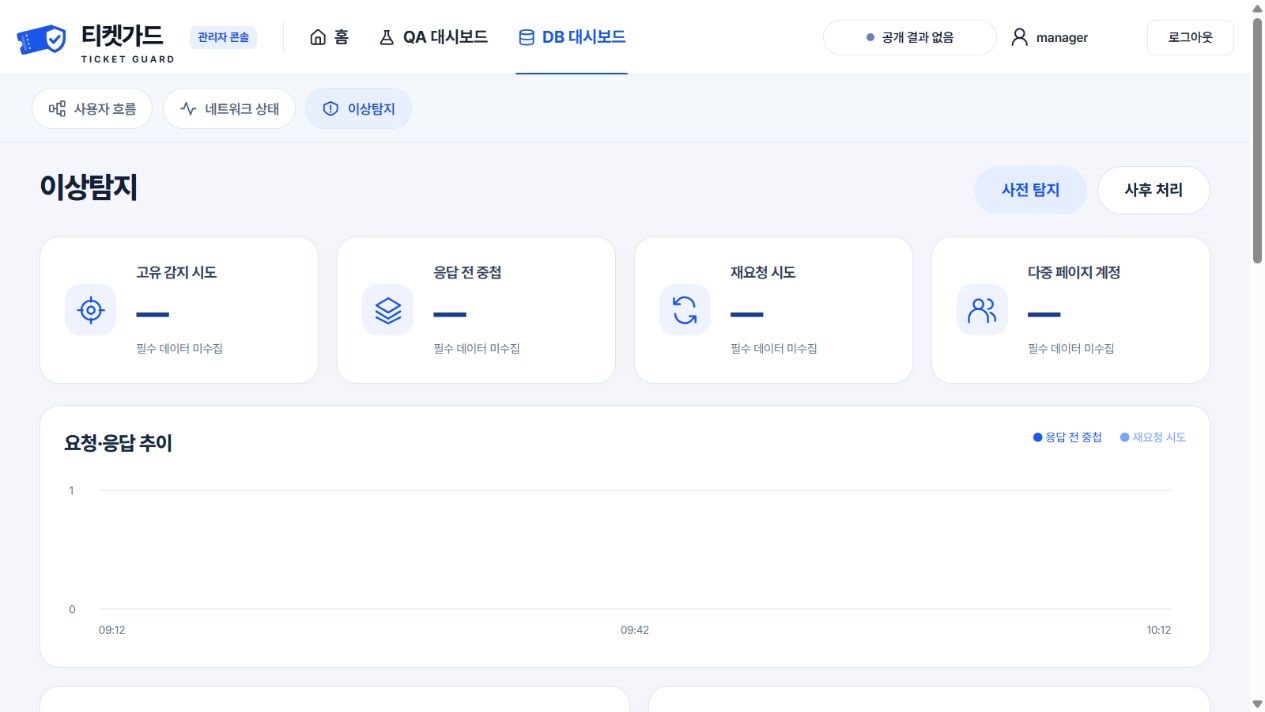 티켓가드
TICKET GUARD
관리자 콘솔
홈
QA 대시보드
DB 대시보드
공개 결과 없음
manager
로그아웃
사용자 흐름
네트워크 상태
이상탐지
이상탐지
사전 탐지
사후 처리
고유 감지 시도
필수 데이터 미수집
응답 전 중첩
필수 데이터 미수집
재요청 시도
필수 데이터 미수집
다중 페이지 계정
필수 데이터 미수집
요청·응답 추이
응답 전 중첩
재요청 시도
1
0
09:12
09:42
10:12